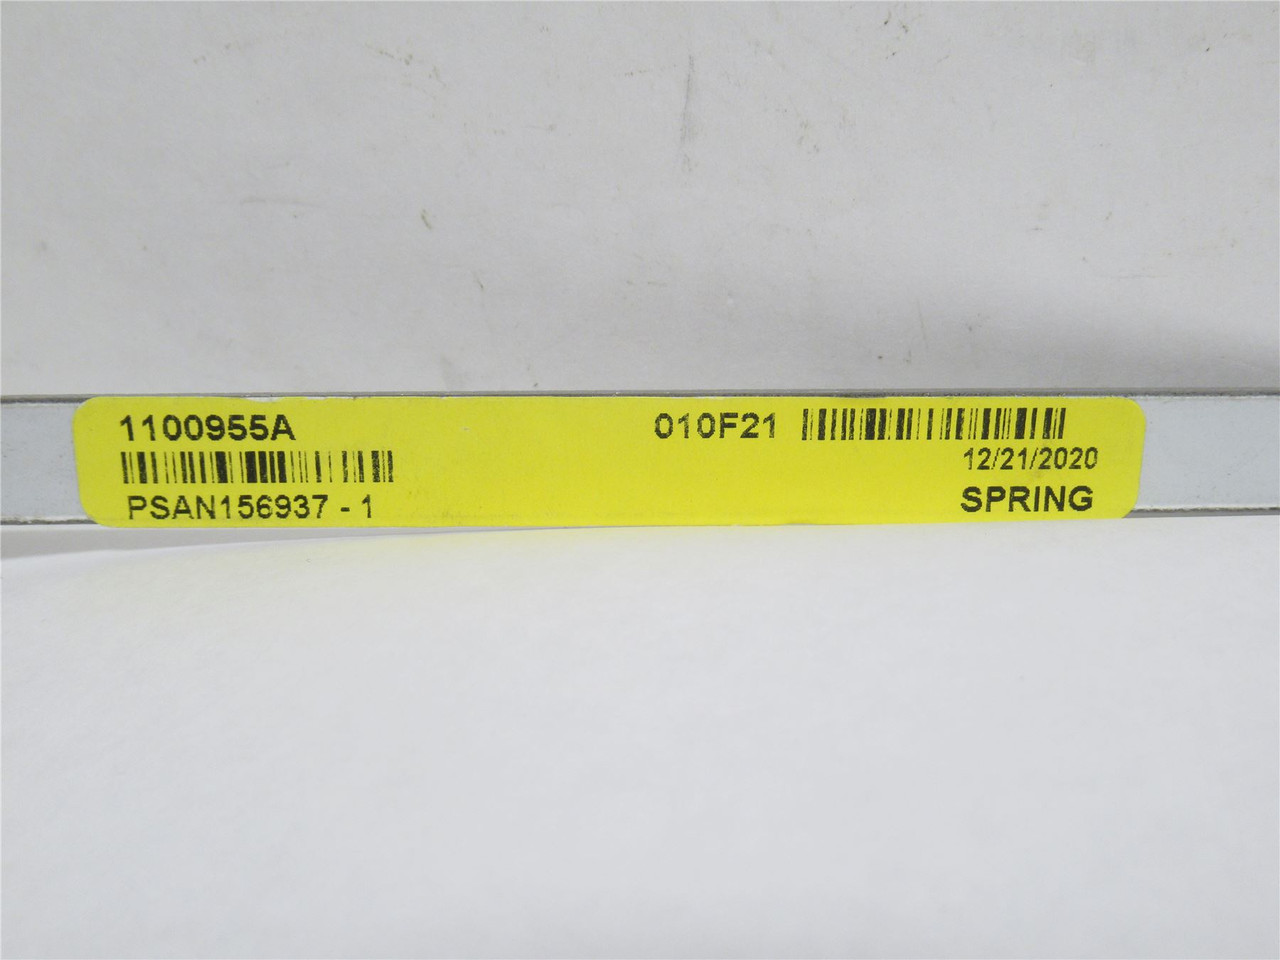 1100955A
PSAN156937 - 1
010F21
12/21/2020
SPRING